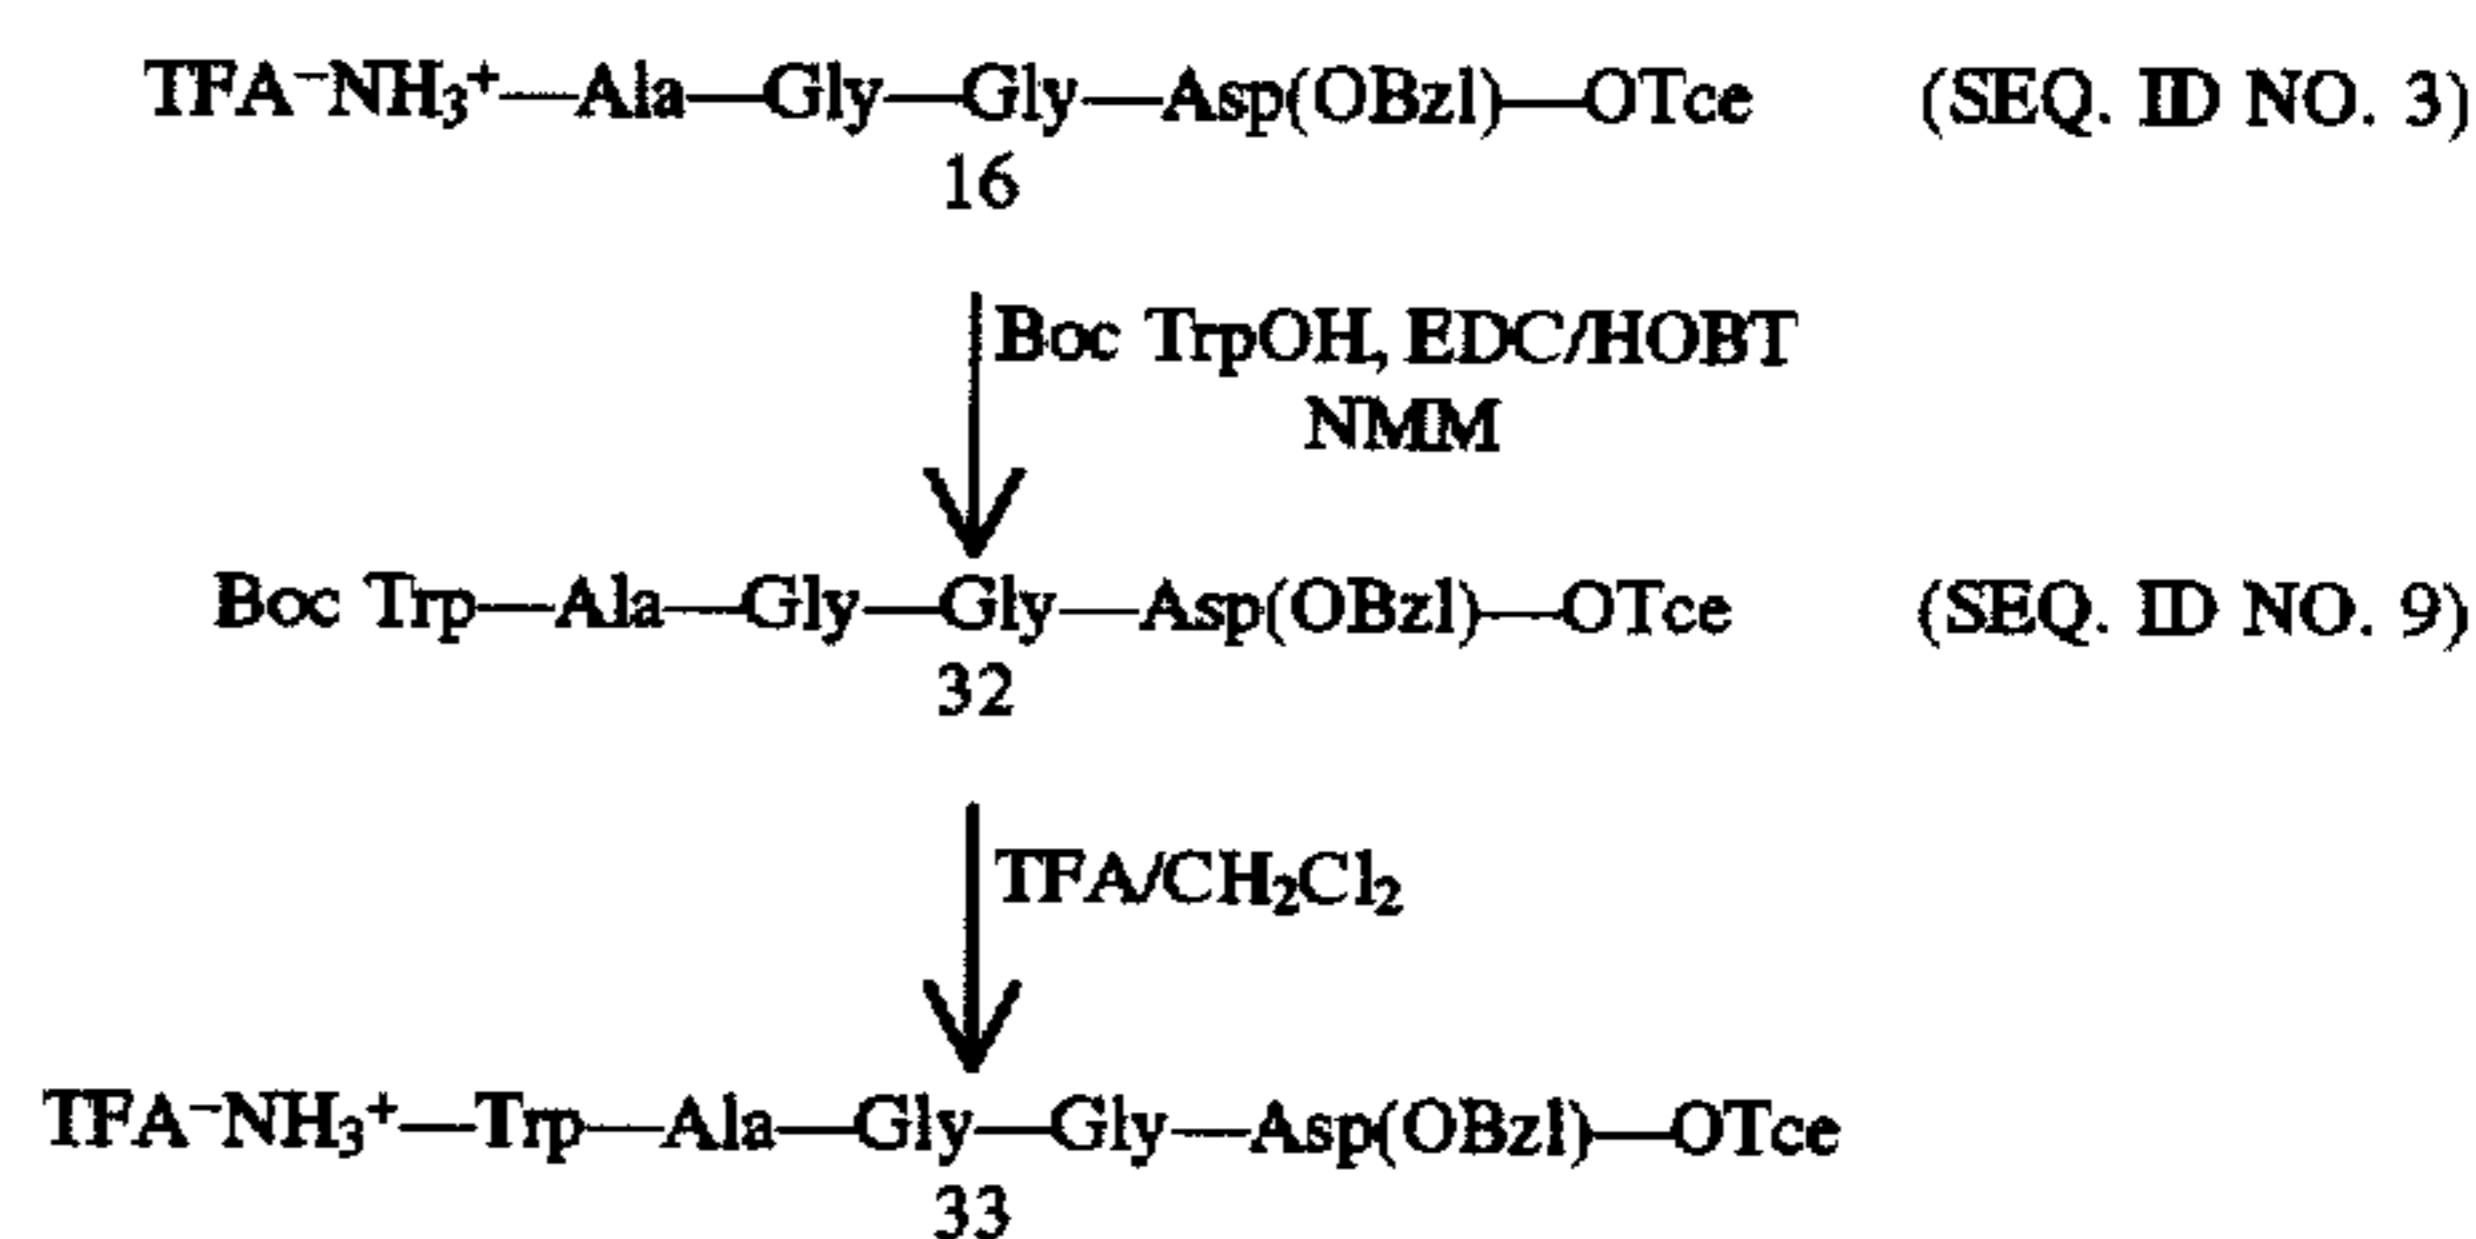 TFA⁻NH₃⁺—Ala—Gly—Gly—Asp(OBzl)—OTce (SEQ. ID NO. 3)
16
Boc TrpOH, EDC/HOBT
NMM
Boc Trp—Ala—Gly—Gly—Asp(OBzl)—OTce (SEQ. ID NO. 9)
32
TFA/CH₂Cl₂
TFA⁻NH₃⁺—Trp—Ala—Gly—Gly—Asp(OBzl)—OTce
33